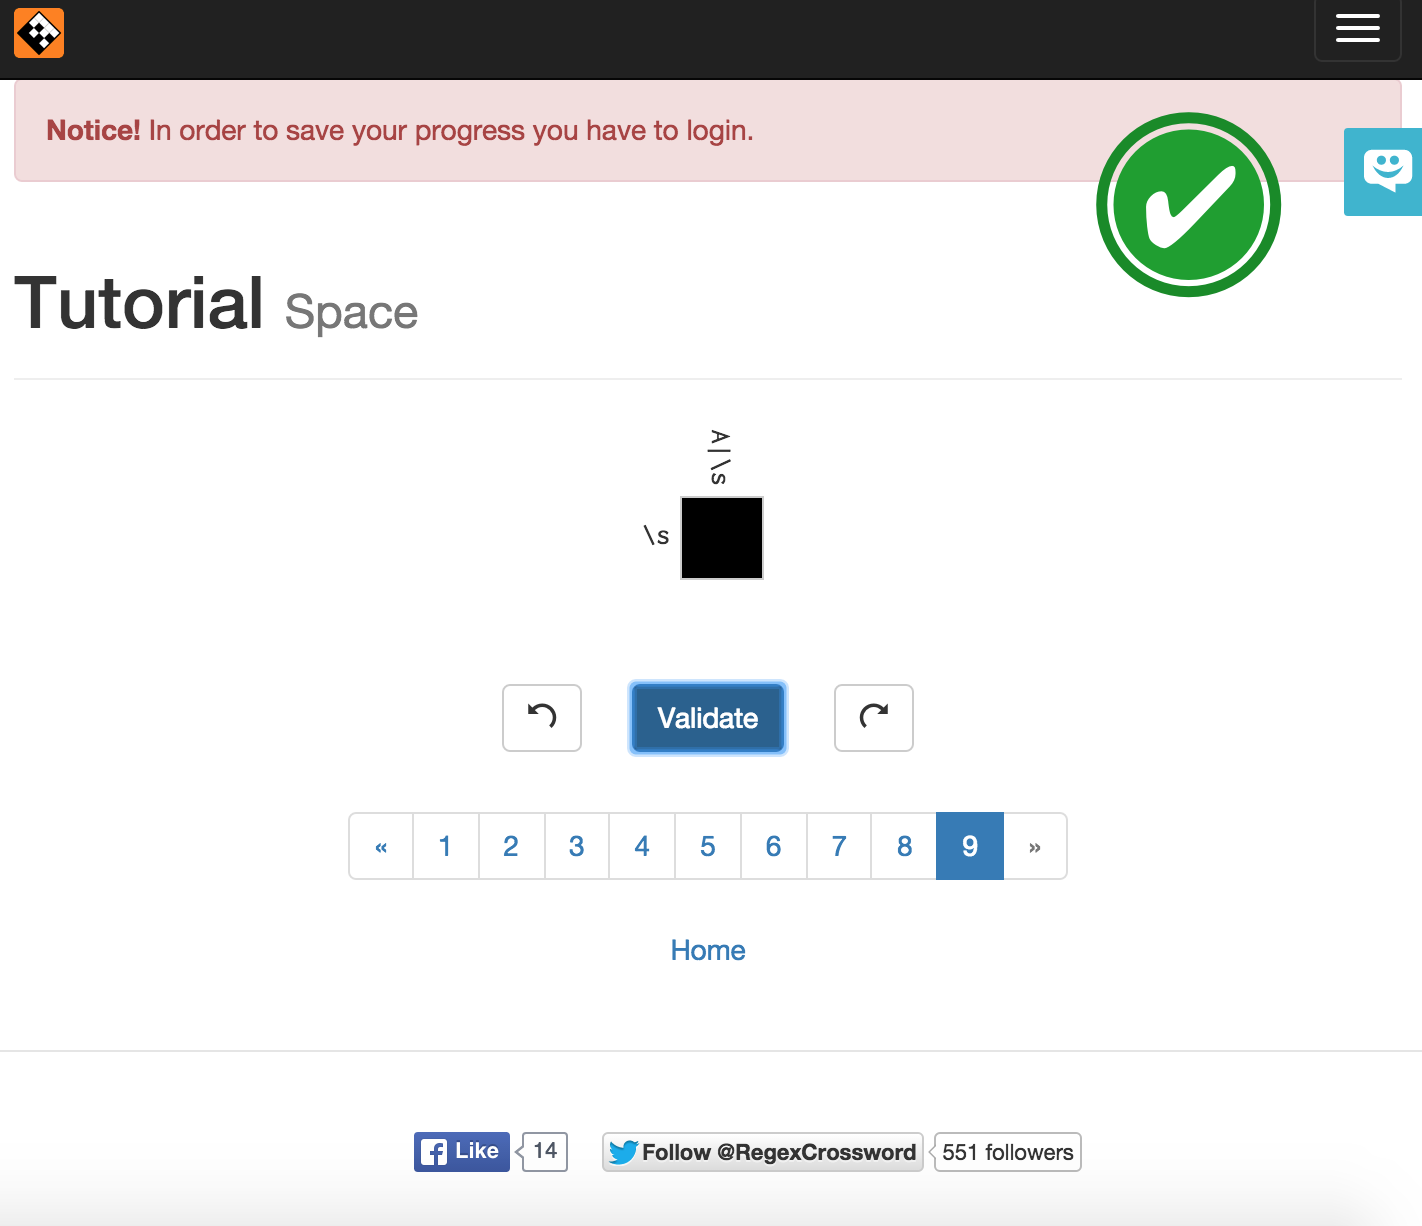 Notice! In order to save your progress you have to login.
Tutorial Space
A|\s
\s
Validate
« 1 2 3 4 5 6 7 8 9 »
Home
Like 14 Follow @RegexCrossword 551 followers